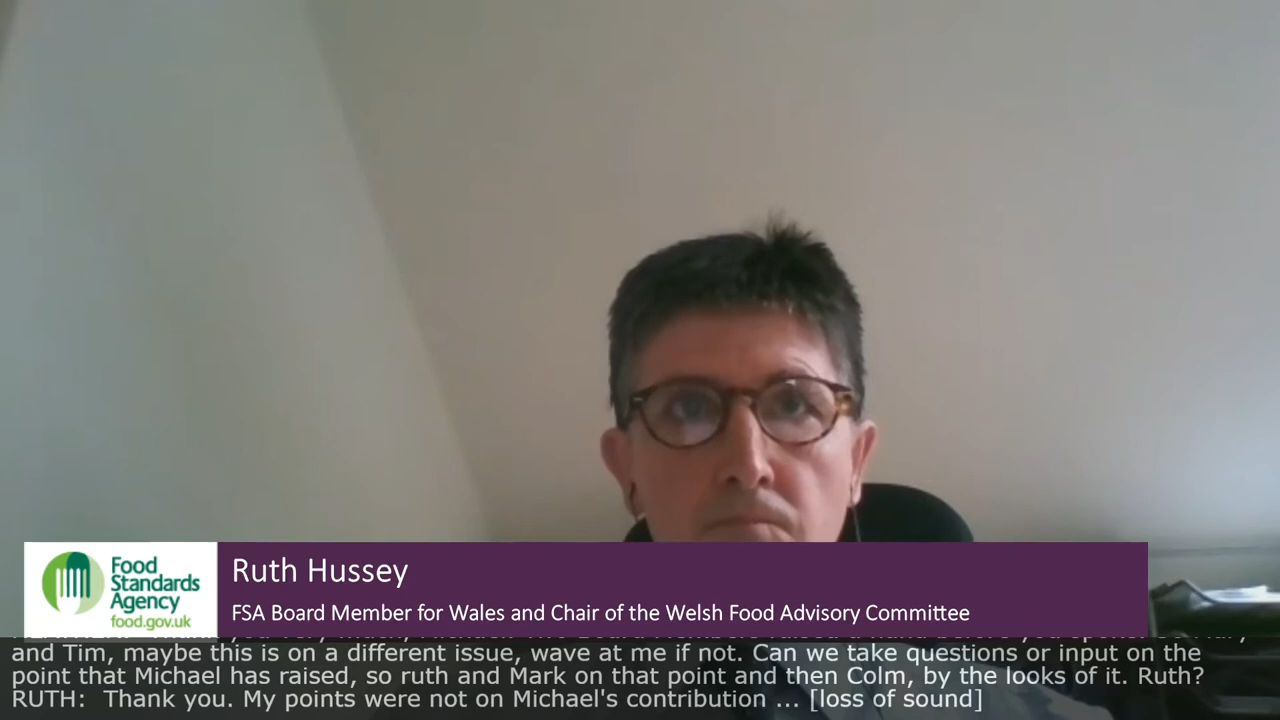 Food
Standards
Agency
food.gov.uk
Ruth Hussey
FSA Board Member for Wales and Chair of the Welsh Food Advisory Committee
and Tim, maybe this is on a different issue, wave at me if not. Can we take questions or input on the
point that Michael has raised, so ruth and Mark on that point and then Colm, by the looks of it. Ruth?
RUTH: Thank you. My points were not on Michael's contribution ... [loss of sound]